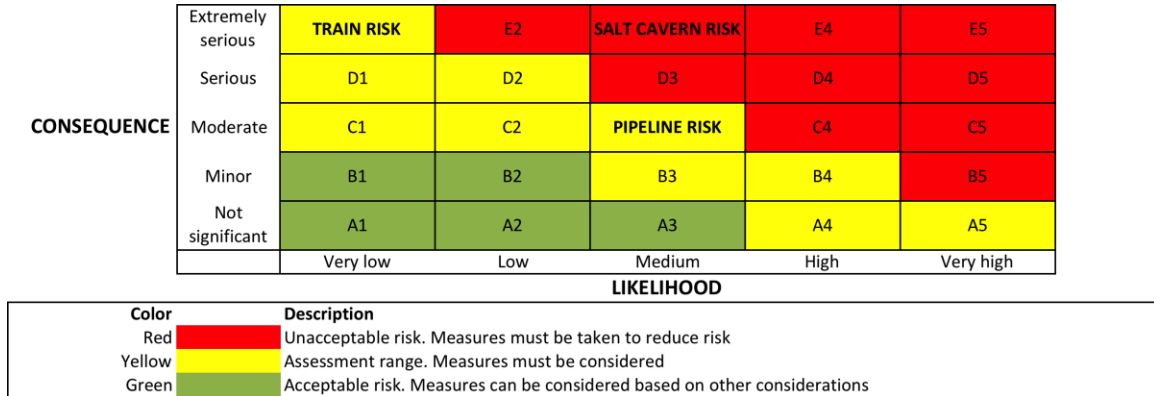 Extremely serious TRAIN RISK E2 SALT CAVERN RISK E4 E5
Serious D1 D2 D3 D4 D5
CONSEQUENCE Moderate C1 C2 PIPELINE RISK C4 C5
Minor B1 B2 B3 B4 B5
Not significant A1 A2 A3 A4 A5
Very low Low Medium High Very high
LIKELIHOOD
Color Description
Red Unacceptable risk. Measures must be taken to reduce risk
Yellow Assessment range. Measures must be considered
Green Acceptable risk. Measures can be considered based on other considerations